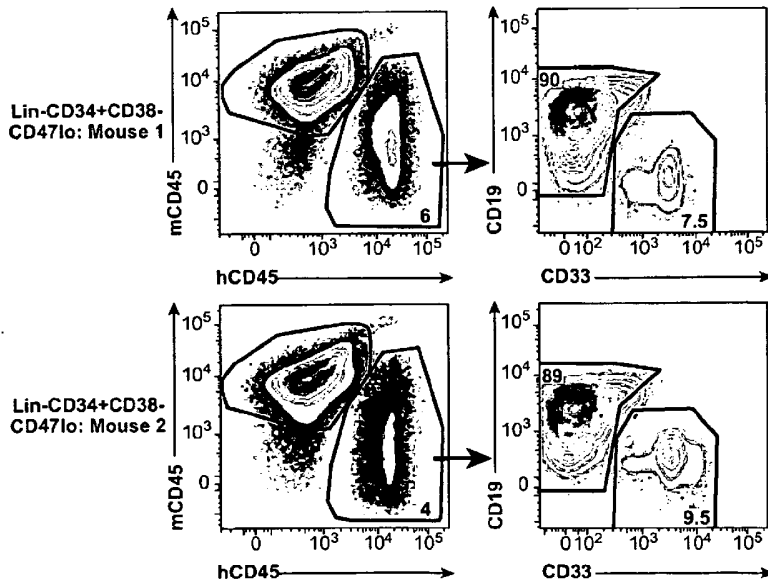 10⁵
10⁴
10³
0
mCD45
0 10³ 10⁴ 10⁵
hCD45
6
Lin-CD34+CD38-
CD47lo: Mouse 1
10⁵
10⁴
10³
0
CD19
0 10² 10³ 10⁴ 10⁵
CD33
90
7.5
10⁵
10⁴
10³
0
mCD45
0 10³ 10⁴ 10⁵
hCD45
4
Lin-CD34+CD38-
CD47lo: Mouse 2
10⁵
10⁴
10³
0
CD19
0 10² 10³ 10⁴ 10⁵
CD33
89
9.5